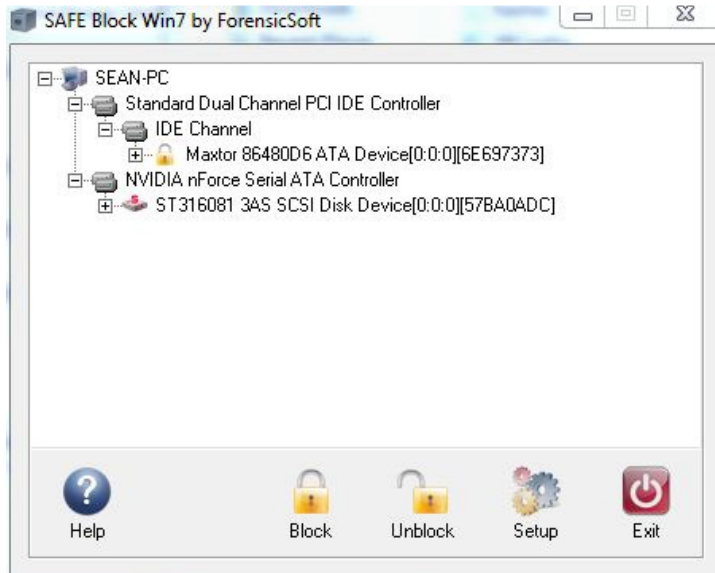 SAFE Block Win7 by ForensicSoft
SEAN-PC
Standard Dual Channel PCI IDE Controller
IDE Channel
Maxtor 86480D6 ATA Device[0:0:0][6E697373]
NVIDIA nForce Serial ATA Controller
ST316081 3AS SCSI Disk Device[0:0:0][57BA0ADC]
Help Block Unblock Setup Exit